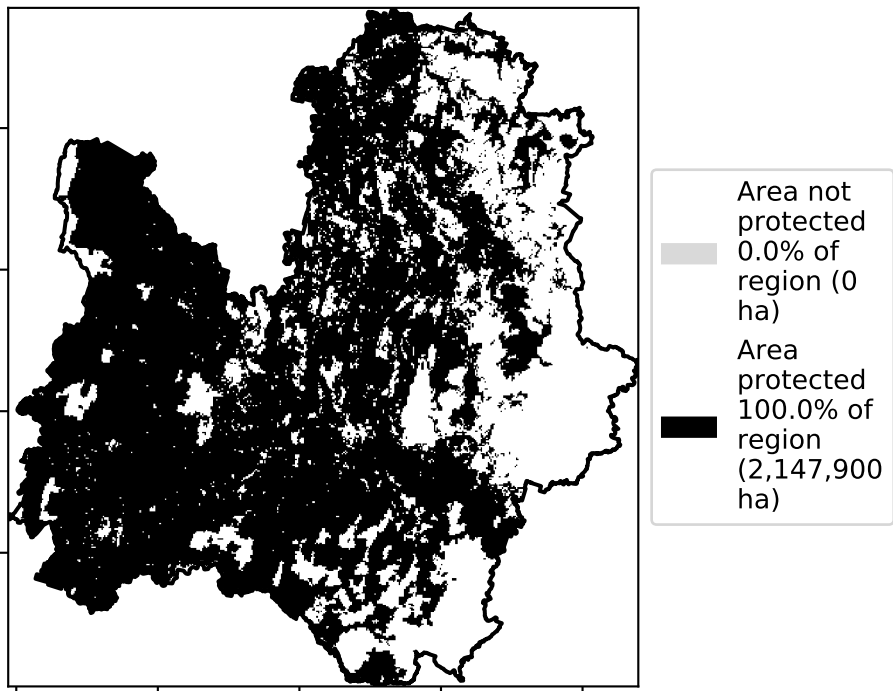 Area not
protected
0.0% of
region (0
ha)
Area
protected
100.0% of
region
(2,147,900
ha)